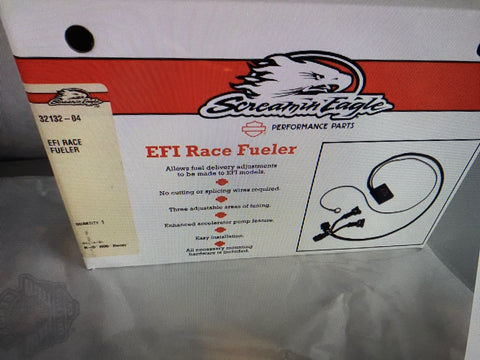 Screamin' Eagle
PERFORMANCE PARTS
32132-04
EFI RACE
FUELER
QUANTITY 1
EFI Race Fueler
Allows fuel delivery adjustments
to be made to EFI models.
No cutting or splicing wires required.
Three adjustable areas of tuning.
Enhanced accelerator pump feature.
Easy installation.
All necessary mounting
hardware is included.